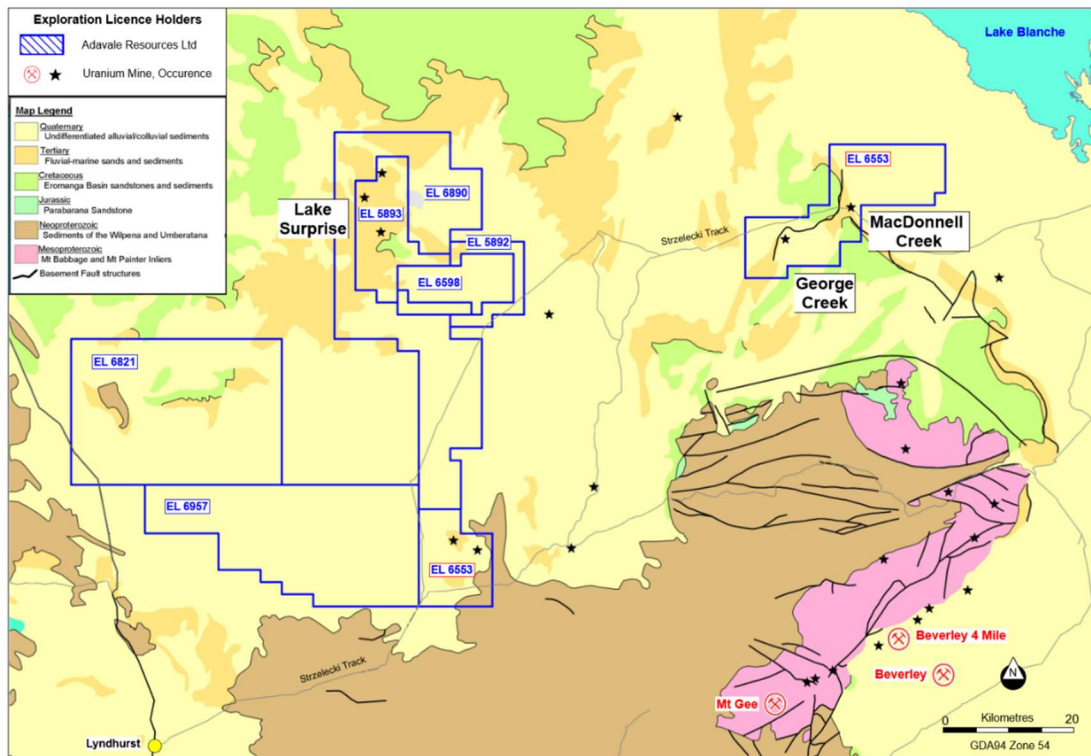 Exploration Licence Holders
Adavale Resources Ltd
Uranium Mine, Occurence
Map Legend
Quaternary
Undifferentiated alluvial/colluvial sediments
Tertiary
Fluvial-marine sands and sediments
Cretaceous
Eromanga Basin sandstones and sediments
Jurassic
Parabarana Sandstone
Neoproterozoic
Sediments of the Wilpena and Umberatana
Mesoproterozoic
Mt Babbage and Mt Painter Inliers
Basement Fault structures
Lake Blanche
EL 6553
EL 6890
Lake
Surprise
EL 5893
MacDonnell
Creek
Strzelecki Track
EL 5892
EL 6598
George
Creek
EL 6821
EL 6957
EL 6553
Beverley 4 Mile
Strzelecki Track
Beverley
Mt Gee
N
Lyndhurst
0 Kilometres 20
GDA94 Zone 54